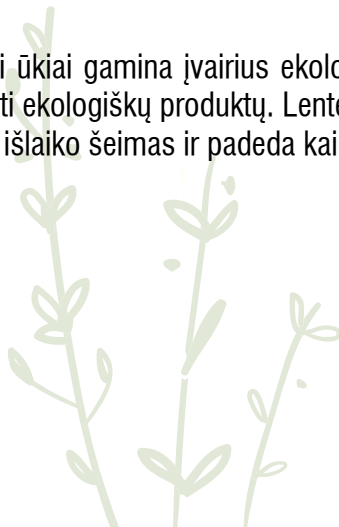 i ūkiai gamina įvairius ekolo
ti ekologiškų produktų. Lente
išlaiko šeimas ir padeda kai